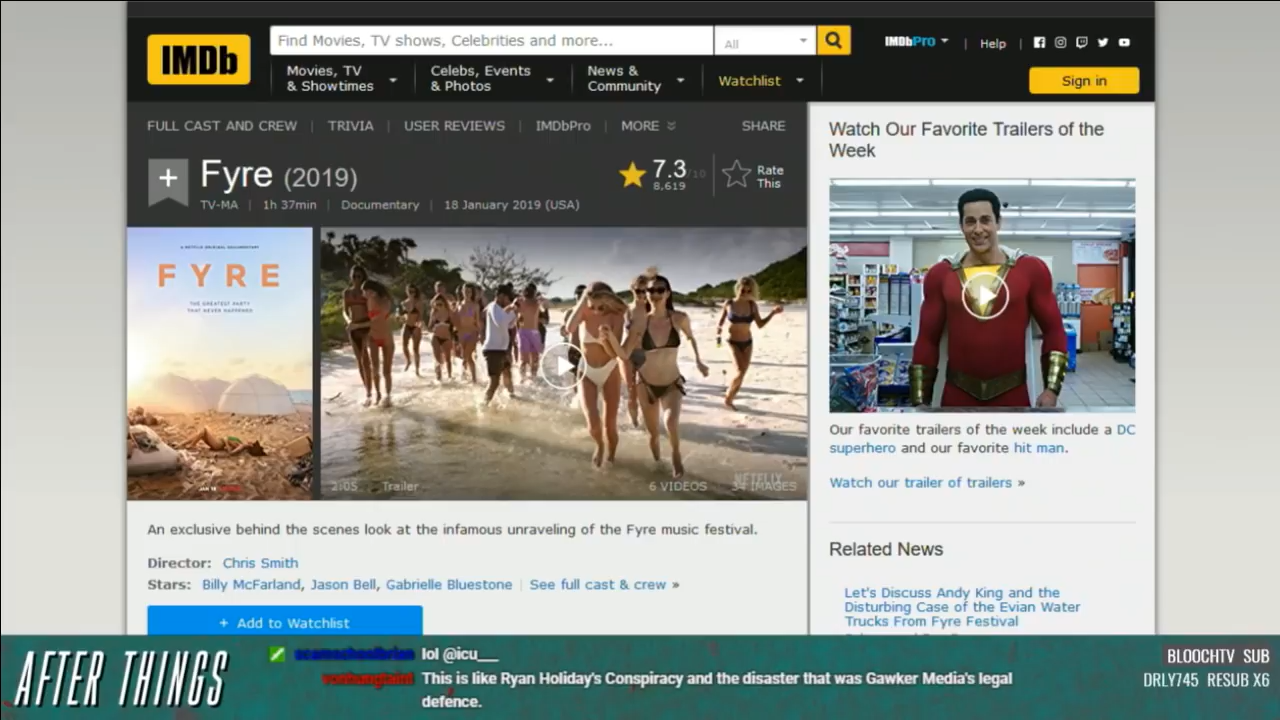 IMDb
Find Movies, TV shows, Celebrities and more...
All
IMDbPro
Help
Movies, TV
& Showtimes
Celebs, Events
& Photos
News &
Community
Watchlist
Sign in
FULL CAST AND CREW
TRIVIA
USER REVIEWS
IMDbPro
MORE
SHARE
+
Fyre (2019)
7.3/10
8,619
Rate
This
TV-MA | 1h 37min | Documentary | 18 January 2019 (USA)
A NETFLIX ORIGINAL DOCUMENTARY
FYRE
THE GREATEST PARTY
THAT NEVER HAPPENED
JAN 18
NETFLIX
2:05 Trailer
6 VIDEOS
34 IMAGES
An exclusive behind the scenes look at the infamous unraveling of the Fyre music festival.
Director: Chris Smith
Stars: Billy McFarland, Jason Bell, Gabrielle Bluestone | See full cast & crew »
+ Add to Watchlist
Watch Our Favorite Trailers of the
Week
Our favorite trailers of the week include a DC
superhero and our favorite hit man.
Watch our trailer of trailers »
Related News
Let's Discuss Andy King and the
Disturbing Case of the Evian Water
Trucks From Fyre Festival
AFTER THINGS
scamschoolbrian lol @icu__
This is like Ryan Holiday's Conspiracy and the disaster that was Gawker Media's legal
defence.
BLOOCHTV SUB
DRLY745 RESUB X6